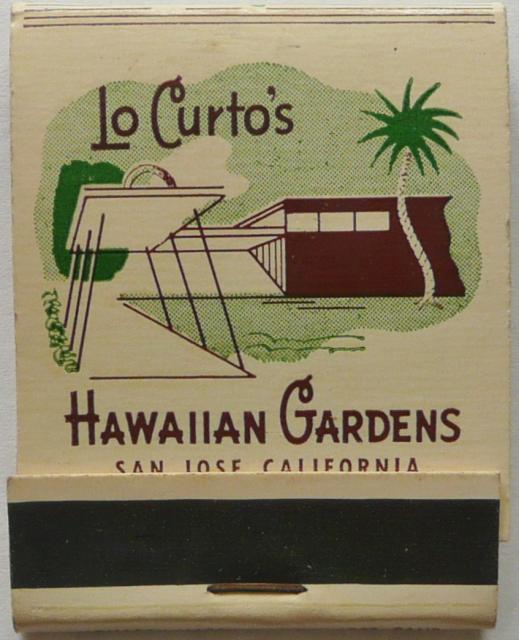 Lo Curto's
HAWAIIAN GARDENS
SAN JOSE CALIFORNIA